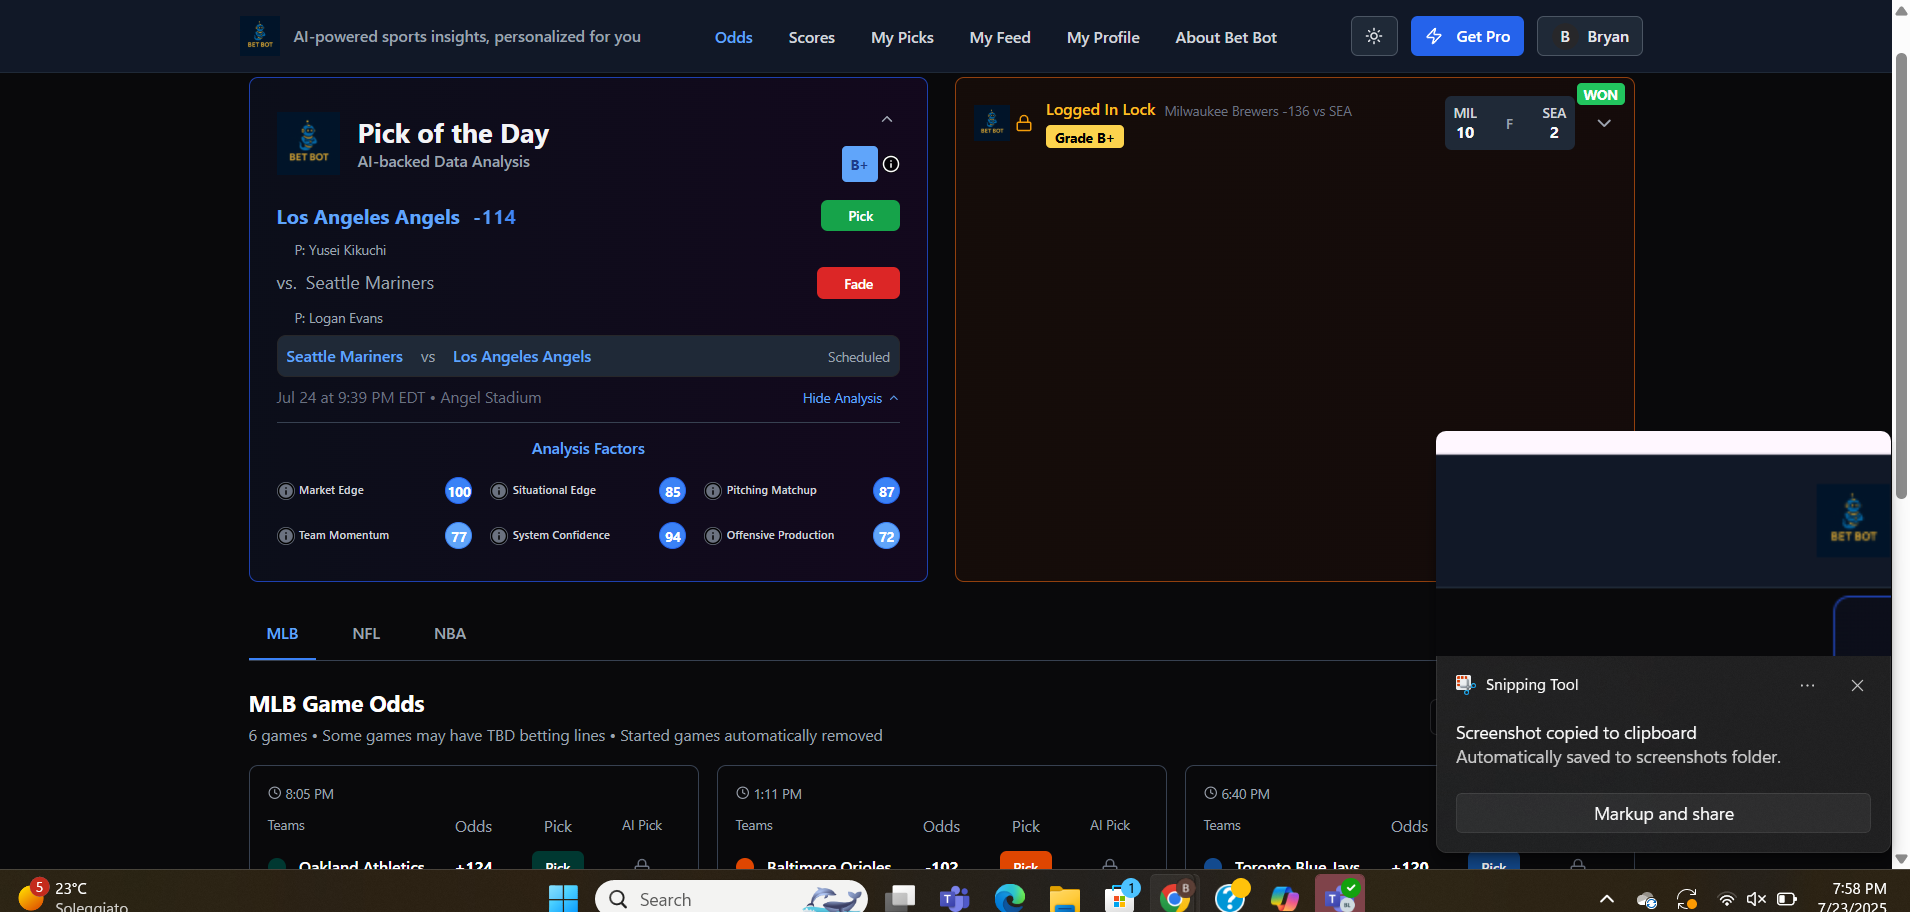 BET BOT
AI-powered sports insights, personalized for you
Odds
Scores
My Picks
My Feed
My Profile
About Bet Bot
Get Pro
B Bryan
BET BOT
Pick of the Day
AI-backed Data Analysis
B+
Los Angeles Angels -114
Pick
P: Yusei Kikuchi
vs. Seattle Mariners
Fade
P: Logan Evans
Seattle Mariners vs Los Angeles Angels
Scheduled
Jul 24 at 9:39 PM EDT • Angel Stadium
Hide Analysis
Analysis Factors
Market Edge 100
Situational Edge 85
Pitching Matchup 87
Team Momentum 77
System Confidence 94
Offensive Production 72
BET BOT
Logged In Lock Milwaukee Brewers -136 vs SEA
Grade B+
WON
MIL F SEA
10 2
MLB
NFL
NBA
MLB Game Odds
6 games • Some games may have TBD betting lines • Started games automatically removed
8:05 PM
Teams Odds Pick AI Pick
Oakland Athletics +124 Pick
1:11 PM
Teams Odds Pick AI Pick
Baltimore Orioles -102 Pick
6:40 PM
Teams Odds
Toronto Blue Jays +120 Pick
BET BOT
Snipping Tool
Screenshot copied to clipboard
Automatically saved to screenshots folder.
Markup and share
5
23°C
Soleggiato
Search
1
B
7:58 PM
7/23/2025